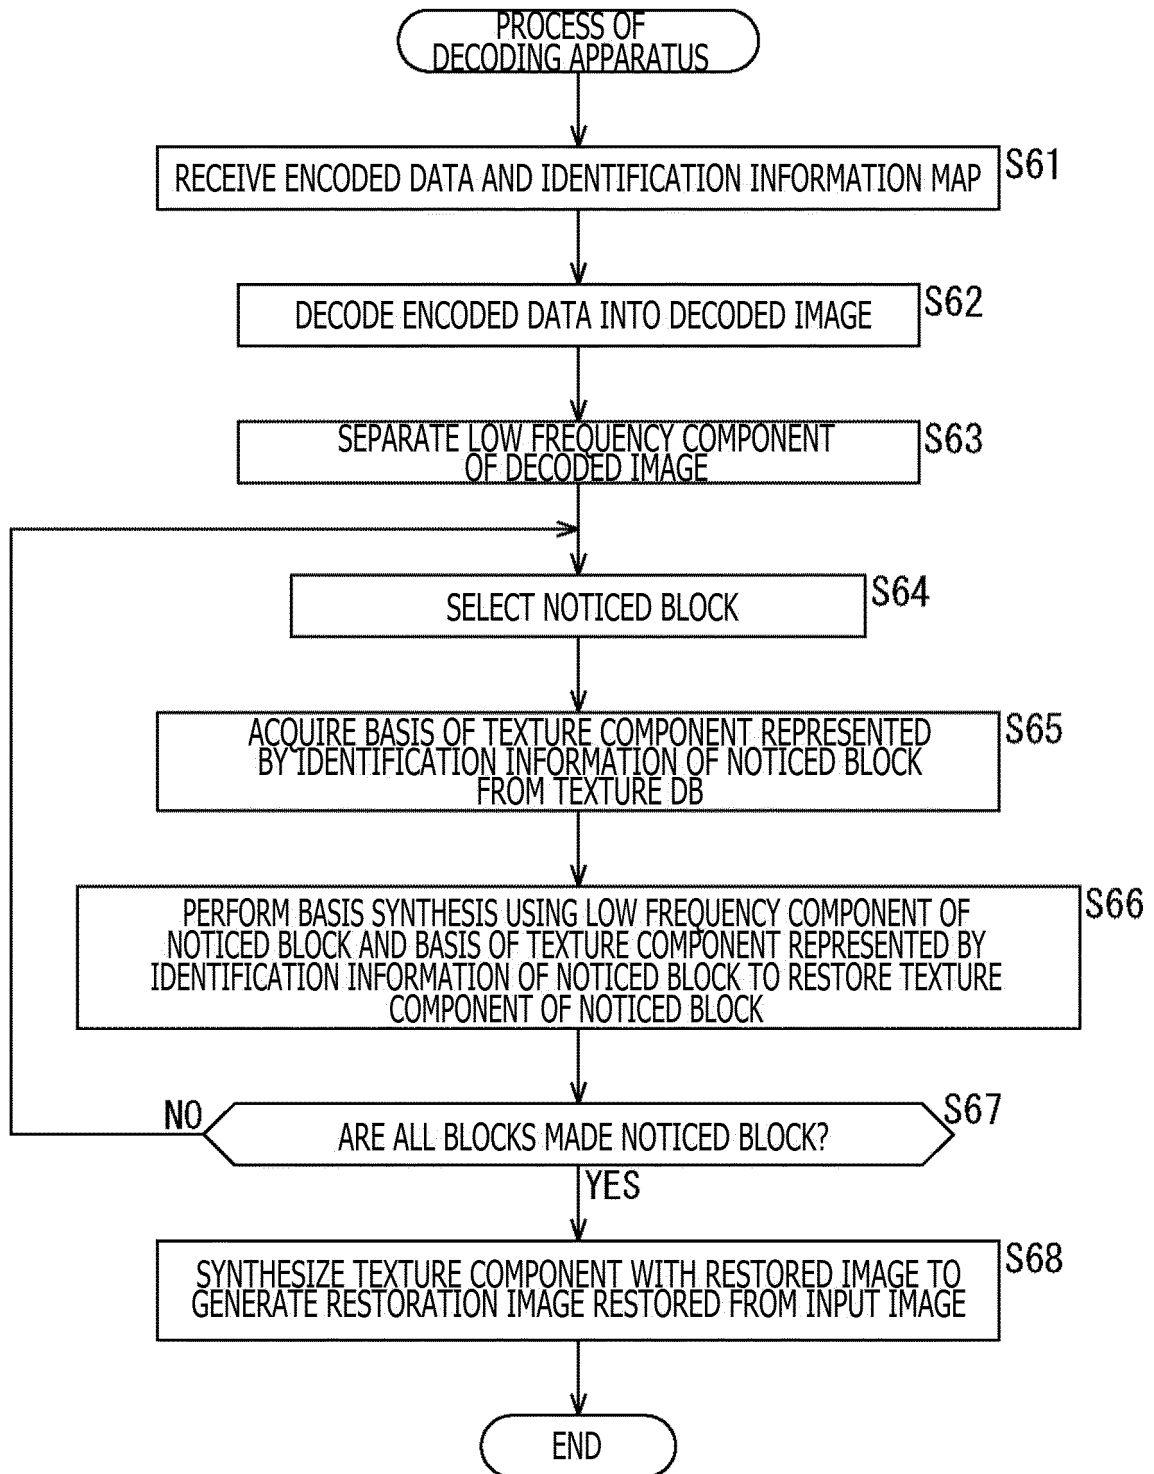 PROCESS OF
DECODING APPARATUS
RECEIVE ENCODED DATA AND IDENTIFICATION INFORMATION MAP
S61
DECODE ENCODED DATA INTO DECODED IMAGE
S62
SEPARATE LOW FREQUENCY COMPONENT
OF DECODED IMAGE
S63
SELECT NOTICED BLOCK
S64
ACQUIRE BASIS OF TEXTURE COMPONENT REPRESENTED
BY IDENTIFICATION INFORMATION OF NOTICED BLOCK
FROM TEXTURE DB
S65
PERFORM BASIS SYNTHESIS USING LOW FREQUENCY COMPONENT OF
NOTICED BLOCK AND BASIS OF TEXTURE COMPONENT REPRESENTED BY
IDENTIFICATION INFORMATION OF NOTICED BLOCK TO RESTORE TEXTURE
COMPONENT OF NOTICED BLOCK
S66
NO
ARE ALL BLOCKS MADE NOTICED BLOCK?
S67
YES
SYNTHESIZE TEXTURE COMPONENT WITH RESTORED IMAGE TO
GENERATE RESTORATION IMAGE RESTORED FROM INPUT IMAGE
S68
END